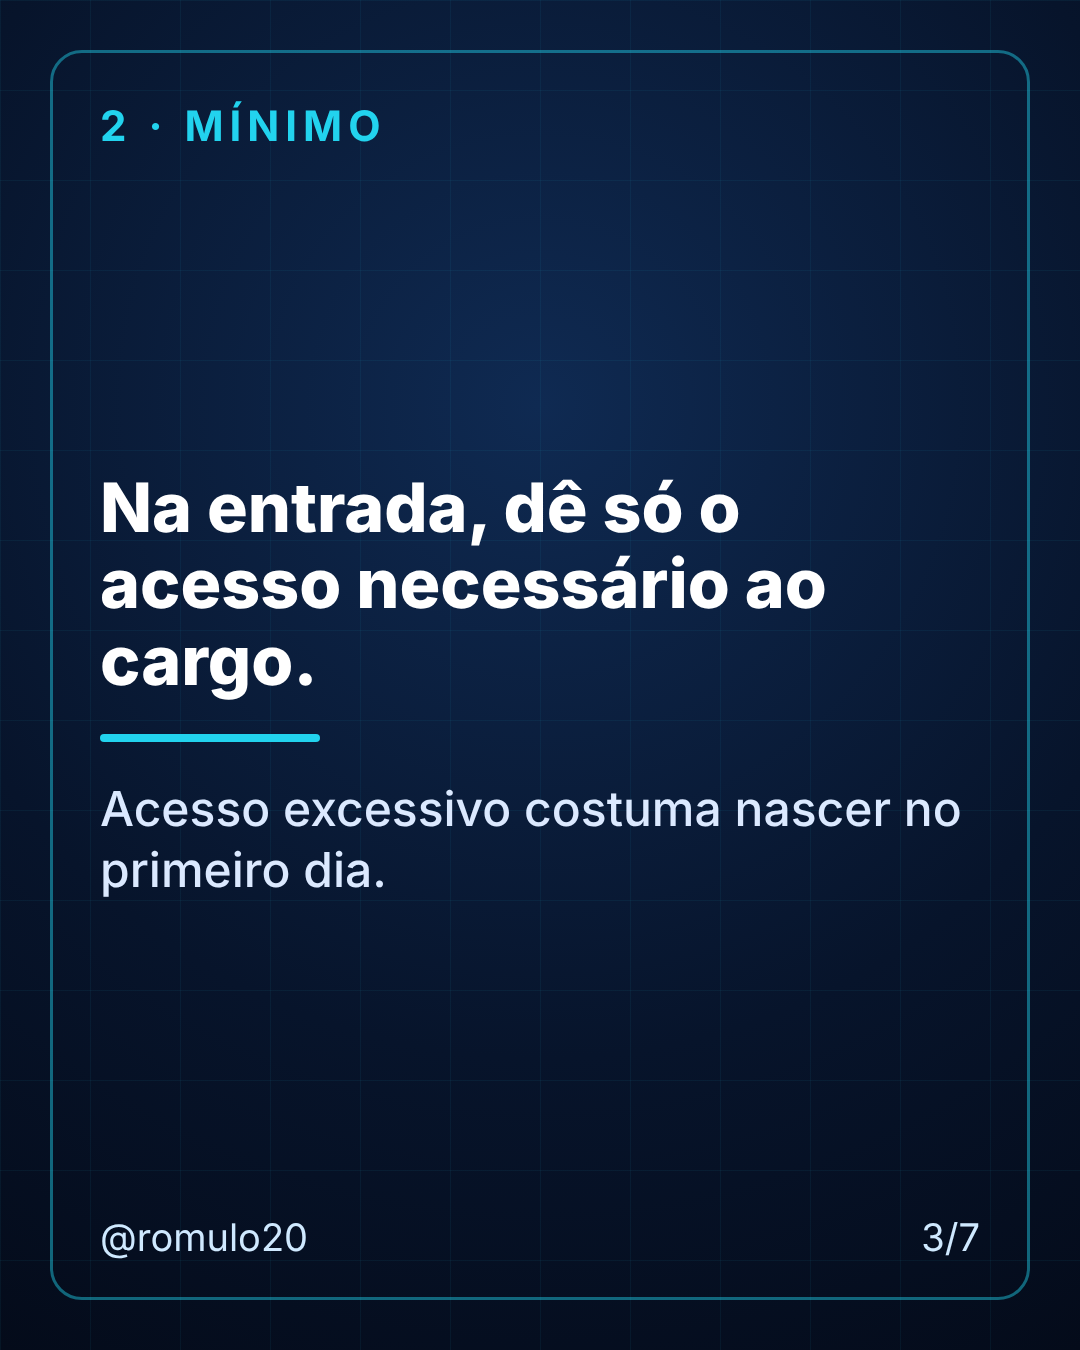 2 · MÍNIMO
Na entrada, dê só o
acesso necessário ao
cargo.
Acesso excessivo costuma nascer no
primeiro dia.
@romulo20
3/7